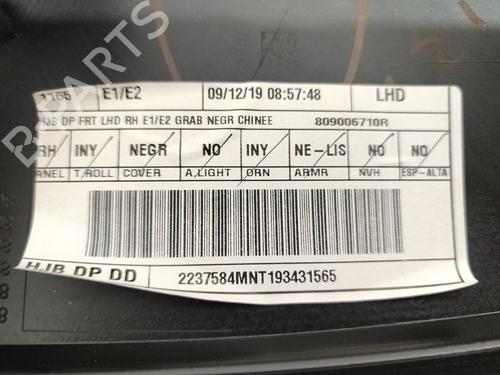 1165 E1/E2 09/12/19 08:57:48 LHD
HJB DP FRT LHD RH E1/E2 GRAB NEGR CHINEE 809006710R
RH INY NEGR NO INY NE-LIS NO NO
T/ROLL COVER A,LIGHT ORN ARMR NVH ESP-ALTA
HJB DP DD 2237584MNT193431565
B PARTS